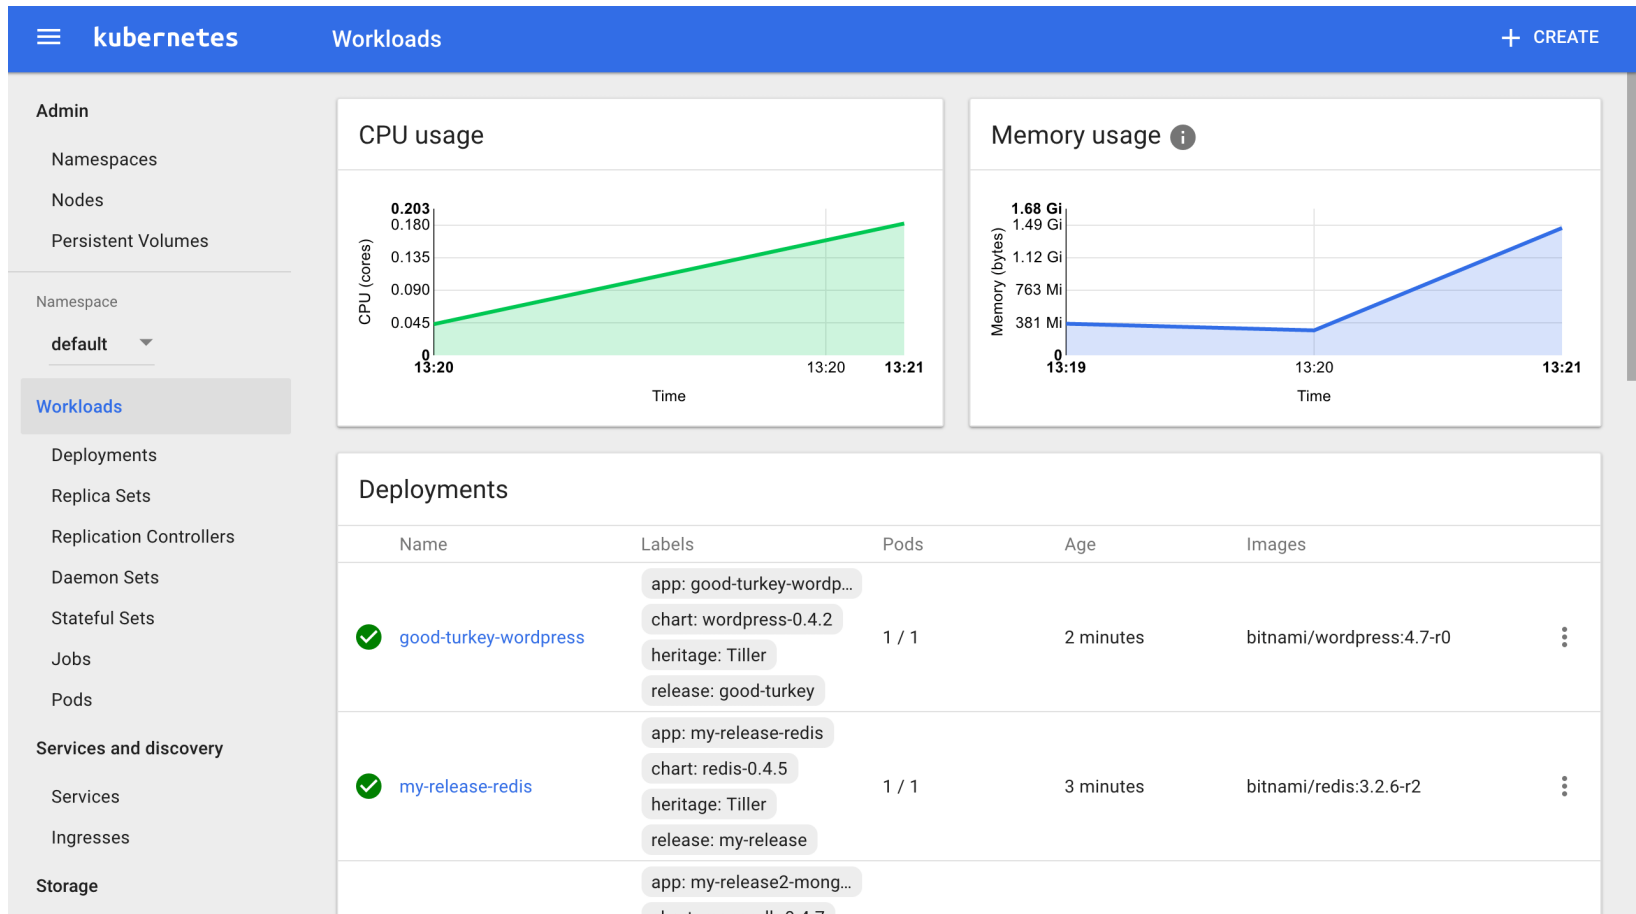 kubernetes
Workloads
+ CREATE
Admin
Namespaces
Nodes
Persistent Volumes
Namespace
default
Workloads
Deployments
Replica Sets
Replication Controllers
Daemon Sets
Stateful Sets
Jobs
Pods
Services and discovery
Services
Ingresses
Storage
CPU usage
CPU (cores)
0.203
0.180
0.135
0.090
0.045
0
13:20
13:20
13:21
Time
Memory usage
Memory (bytes)
1.68 Gi
1.49 Gi
1.12 Gi
763 Mi
381 Mi
0
13:19
13:20
13:21
Time
Deployments
Name Labels Pods Age Images
good-turkey-wordpress
app: good-turkey-wordp...
chart: wordpress-0.4.2
heritage: Tiller
release: good-turkey
1 / 1
2 minutes
bitnami/wordpress:4.7-r0
my-release-redis
app: my-release-redis
chart: redis-0.4.5
heritage: Tiller
release: my-release
1 / 1
3 minutes
bitnami/redis:3.2.6-r2
app: my-release2-mong...